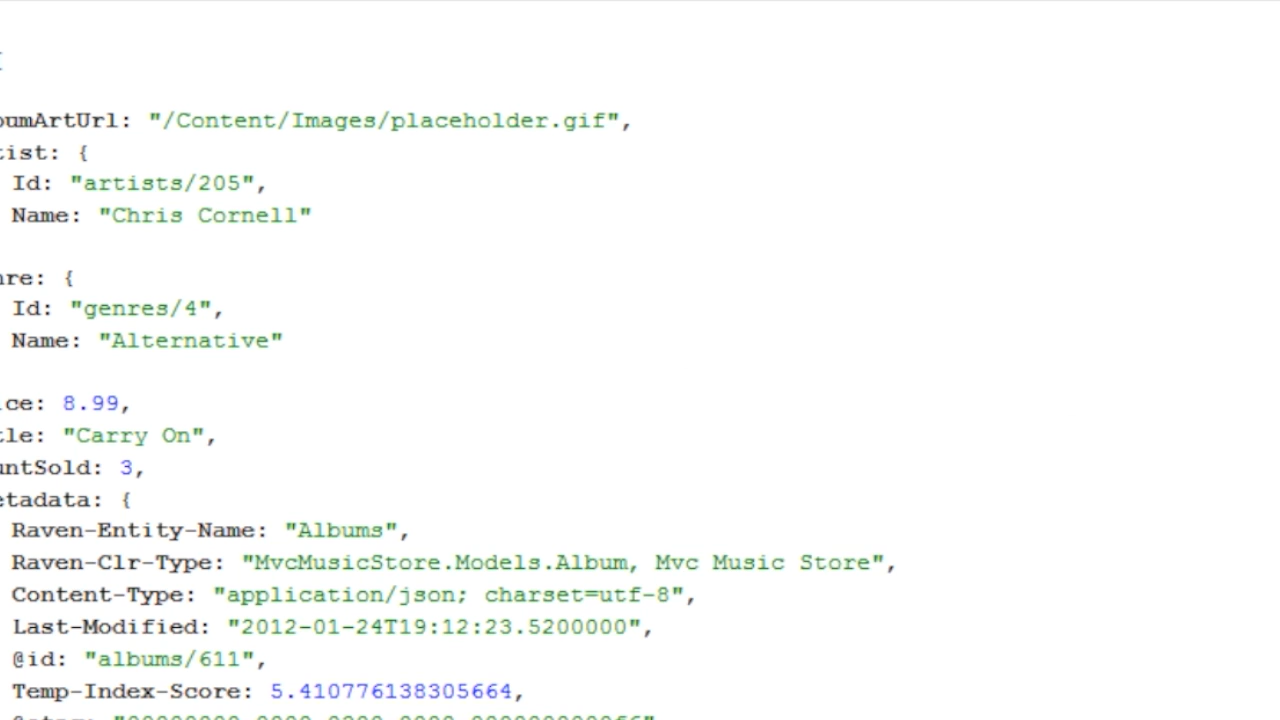 oumArtUrl: "/Content/Images/placeholder.gif",
tist: {
Id: "artists/205",
Name: "Chris Cornell"
nre: {
Id: "genres/4",
Name: "Alternative"
ice: 8.99,
tle: "Carry On",
untSold: 3,
etadata: {
Raven-Entity-Name: "Albums",
Raven-Clr-Type: "MvcMusicStore.Models.Album, Mvc Music Store",
Content-Type: "application/json; charset=utf-8",
Last-Modified: "2012-01-24T19:12:23.5200000",
@id: "albums/611",
Temp-Index-Score: 5.410776138305664,